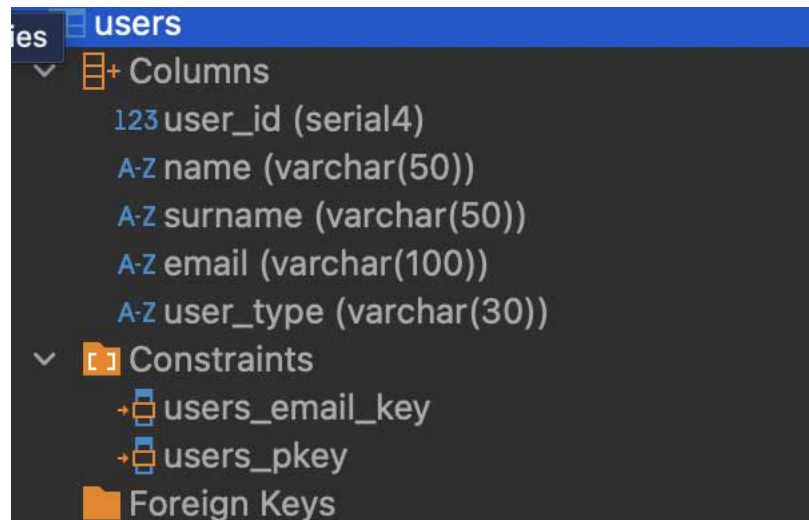 users
ies
Columns
123 user_id (serial4)
A-Z name (varchar(50))
A-Z surname (varchar(50))
A-Z email (varchar(100))
A-Z user_type (varchar(30))
Constraints
users_email_key
users_pkey
Foreign Keys